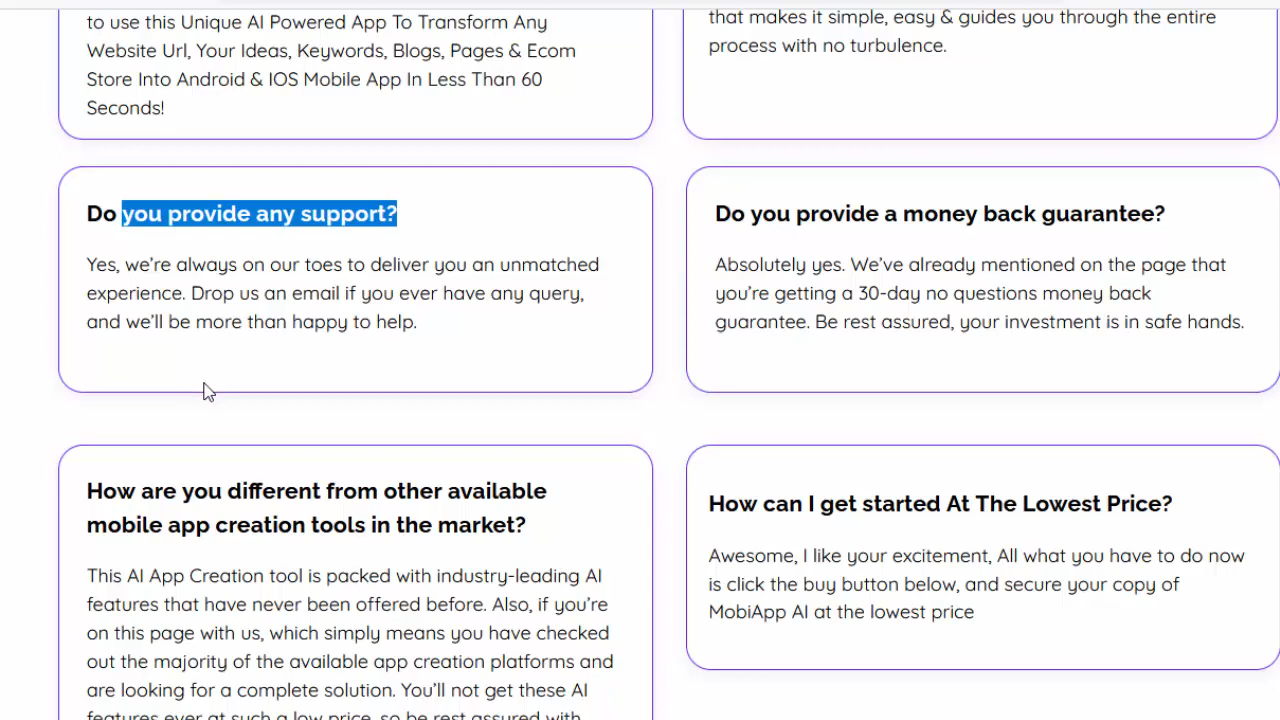 to use this Unique AI Powered App To Transform Any
Website Url, Your Ideas, Keywords, Blogs, Pages & Ecom
Store Into Android & IOS Mobile App In Less Than 60
Seconds!
that makes it simple, easy & guides you through the entire
process with no turbulence.
Do you provide any support?
Yes, we’re always on our toes to deliver you an unmatched
experience. Drop us an email if you ever have any query,
and we’ll be more than happy to help.
Do you provide a money back guarantee?
Absolutely yes. We’ve already mentioned on the page that
you’re getting a 30-day no questions money back
guarantee. Be rest assured, your investment is in safe hands.
How are you different from other available
mobile app creation tools in the market?
This AI App Creation tool is packed with industry-leading AI
features that have never been offered before. Also, if you’re
on this page with us, which simply means you have checked
out the majority of the available app creation platforms and
are looking for a complete solution. You’ll not get these AI
features ever at such a low price, so be rest assured with
How can I get started At The Lowest Price?
Awesome, I like your excitement, All what you have to do now
is click the buy button below, and secure your copy of
MobiApp AI at the lowest price